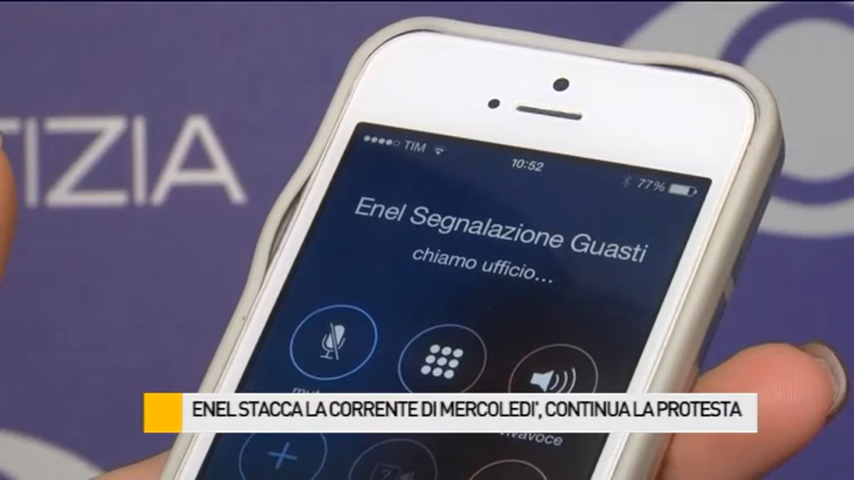 TIZIA
TIM 10:52 77%
Enel Segnalazione Guasti
chiamo ufficio...
ENEL STACCA LA CORRENTE DI MERCOLEDI', CONTINUA LA PROTESTA